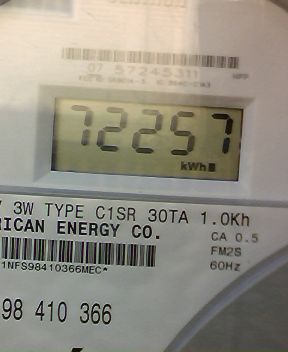 07 57245311
72257
kWh
3W TYPE C1SR 30TA 1.0Kh
RICAN ENERGY CO.
CA 0.5
1NFS98410366MEC*
FM2S
60Hz
98 410 366